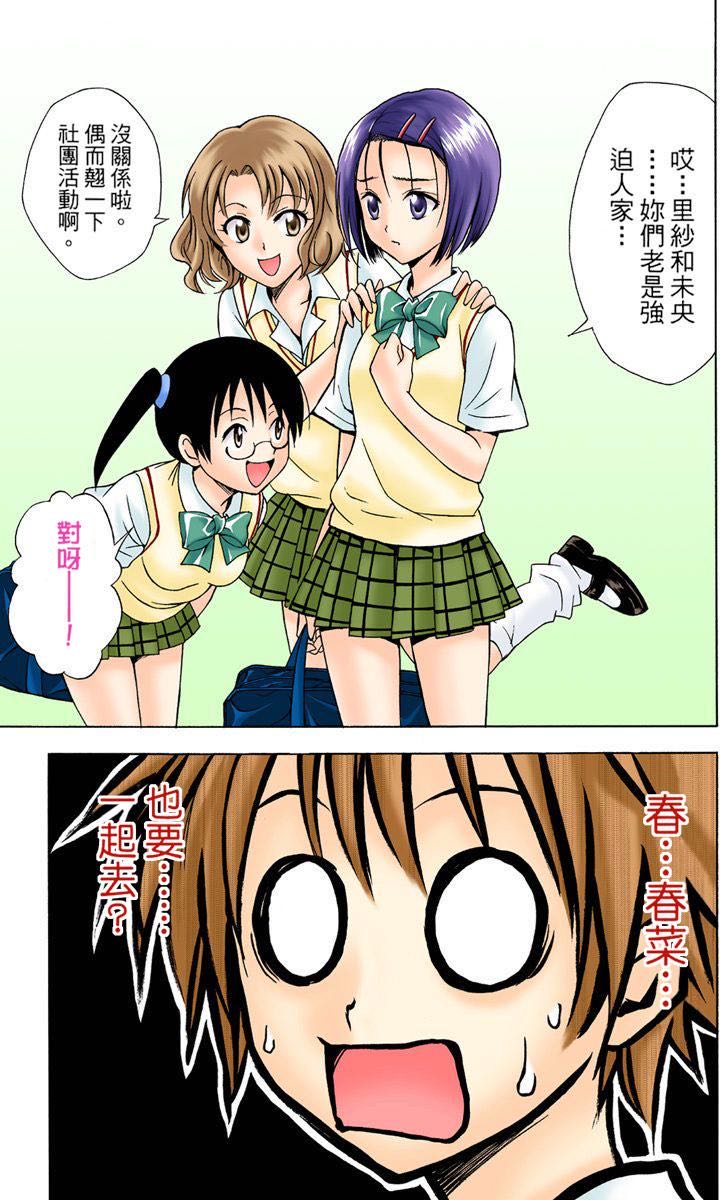 哎…里紗和未央
……妳們老是強
迫人家…
沒關係啦。
偶而翹一下
社團活動啊。
對呀——！
春…春菜…
也要……
一起去？